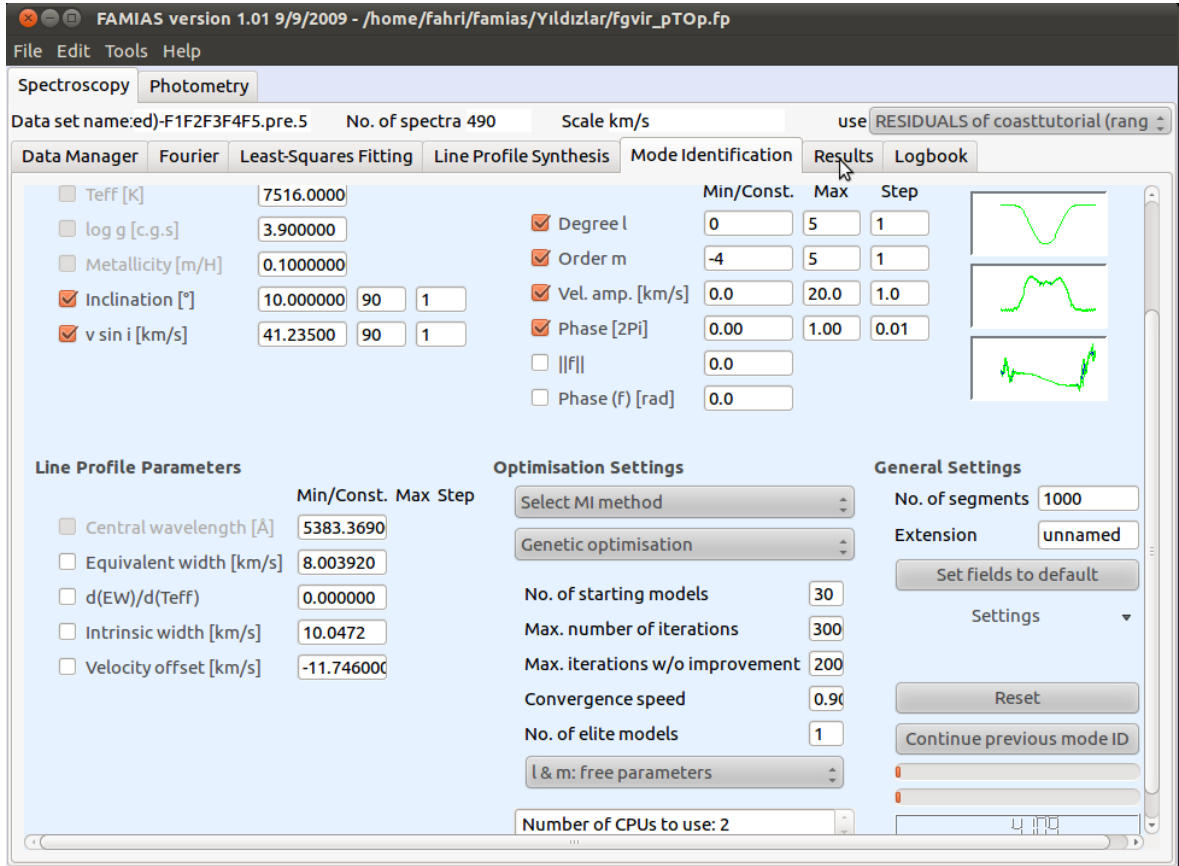 FAMIAS version 1.01 9/9/2009 - /home/fahri/famias/Yıldızlar/fgvir_pTOp.fp
File Edit Tools Help
Spectroscopy Photometry
Data set name: ed)-F1F2F3F4F5.pre.5 No. of spectra 490 Scale km/s use RESIDUALS of coasttutorial (rang
Data Manager Fourier Least-Squares Fitting Line Profile Synthesis Mode Identification Results Logbook
Min/Const. Max Step
Teff [K] 7516.0000
Degree l 0 5 1
log g [c.g.s] 3.900000
Order m -4 5 1
Metallicity [m/H] 0.1000000
Vel. amp. [km/s] 0.0 20.0 1.0
Inclination [°] 10.000000 90 1
Phase [2Pi] 0.00 1.00 0.01
v sin i [km/s] 41.23500 90 1
||f|| 0.0
Phase (f) [rad] 0.0
Line Profile Parameters
Min/Const. Max Step
Central wavelength [Å] 5383.3690
Equivalent width [km/s] 8.003920
d(EW)/d(Teff) 0.000000
Intrinsic width [km/s] 10.0472
Velocity offset [km/s] -11.746000
Optimisation Settings
Select MI method
Genetic optimisation
No. of starting models 30
Max. number of iterations 300
Max. iterations w/o improvement 200
Convergence speed 0.90
No. of elite models 1
l & m: free parameters
Number of CPUs to use: 2
General Settings
No. of segments 1000
Extension unnamed
Set fields to default
Settings
Reset
Continue previous mode ID